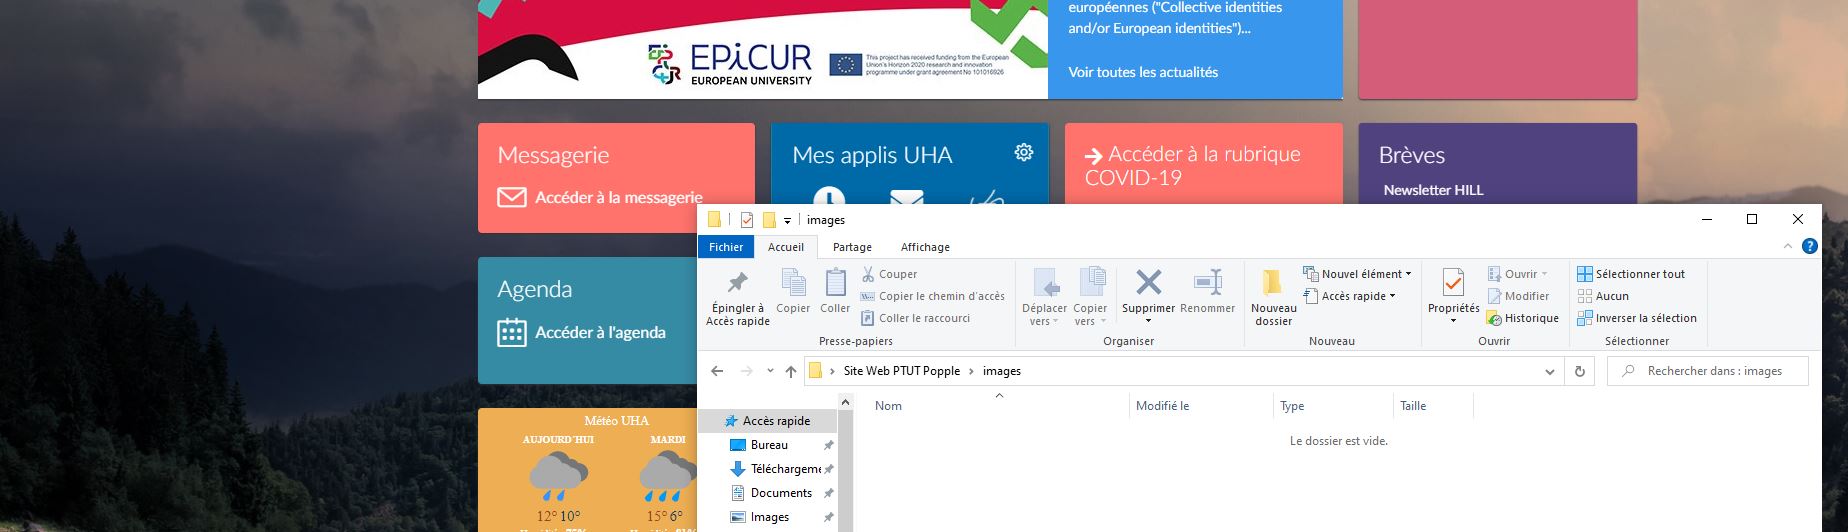 européennes ("Collective identities
and/or European identities")...
Voir toutes les actualités
EPICUR
EUROPEAN UNIVERSITY
This project has received funding from the European
Union's Horizon 2020 research and innovation
programme under grant agreement No 101016926
Messagerie
Accéder à la messagerie
Mes applis UHA
Accéder à la rubrique
COVID-19
Brèves
Newsletter HILL
Agenda
Accéder à l'agenda
Météo UHA
AUJOURD'HUI MARDI
12° 10° 15° 6°
images
Fichier Accueil Partage Affichage
Épingler à
Accès rapide
Copier
Coller
Couper
Copier le chemin d'accès
Coller le raccourci
Presse-papiers
Déplacer
vers
Copier
vers
Supprimer
Renommer
Organiser
Nouveau
dossier
Nouvel élément
Accès rapide
Nouveau
Propriétés
Ouvrir
Modifier
Historique
Ouvrir
Sélectionner tout
Aucun
Inverser la sélection
Sélectionner
Site Web PTUT Popple > images
Rechercher dans : images
Nom Modifié le Type Taille
Le dossier est vide.
Accès rapide
Bureau
Téléchargeme
Documents
Images